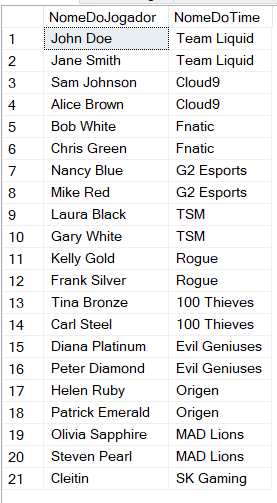 NomeDoJogador NomeDoTime
1 John Doe Team Liquid
2 Jane Smith Team Liquid
3 Sam Johnson Cloud9
4 Alice Brown Cloud9
5 Bob White Fnatic
6 Chris Green Fnatic
7 Nancy Blue G2 Esports
8 Mike Red G2 Esports
9 Laura Black TSM
10 Gary White TSM
11 Kelly Gold Rogue
12 Frank Silver Rogue
13 Tina Bronze 100 Thieves
14 Carl Steel 100 Thieves
15 Diana Platinum Evil Geniuses
16 Peter Diamond Evil Geniuses
17 Helen Ruby Origen
18 Patrick Emerald Origen
19 Olivia Sapphire MAD Lions
20 Steven Pearl MAD Lions
21 Cleitin SK Gaming